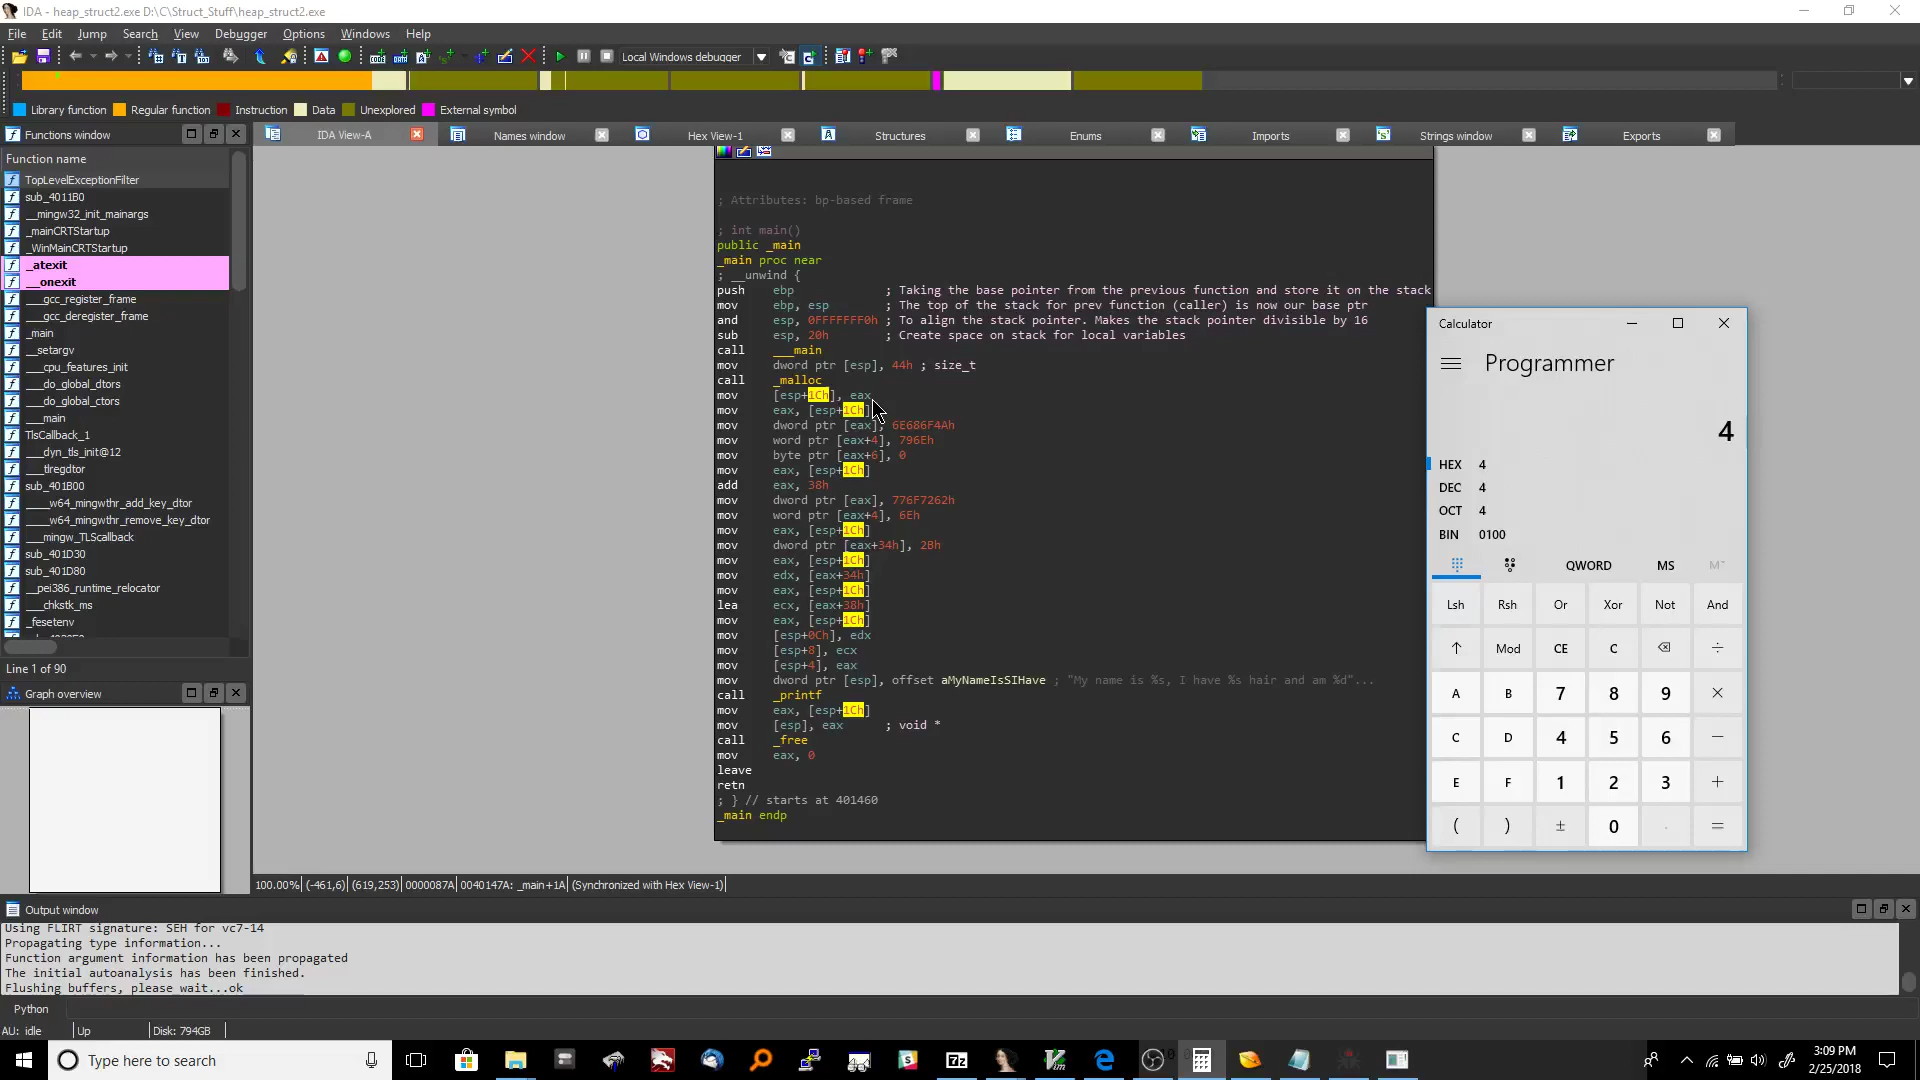 IDA - heap_struct2.exe D:\C\Struct_Stuff\heap_struct2.exe
File Edit Jump Search View Debugger Options Windows Help
Local Windows debugger
Library function Regular function Instruction Data Unexplored External symbol
Functions window
IDA View-A Names window Hex View-1 Structures Enums Imports Strings window Exports
Function name
TopLevelExceptionFilter
sub_4011B0
__mingw32_init_mainargs
_mainCRTStartup
_WinMainCRTStartup
_atexit
__onexit
___gcc_register_frame
___gcc_deregister_frame
_main
__setargv
___cpu_features_init
___do_global_dtors
___do_global_ctors
___main
TlsCallback_1
___dyn_tls_init@12
___tlregdtor
sub_401B00
____w64_mingwthr_add_key_dtor
____w64_mingwthr_remove_key_dtor
___mingw_TLScallback
sub_401D30
sub_401D80
__pei386_runtime_relocator
___chkstk_ms
_fesetenv
Line 1 of 90
Graph overview
; Attributes: bp-based frame
; int main()
public _main
_main proc near
; __unwind {
push ebp ; Taking the base pointer from the previous function and store it on the stack
mov ebp, esp ; The top of the stack for prev function (caller) is now our base ptr
and esp, 0FFFFFFF0h ; To align the stack pointer. Makes the stack pointer divisible by 16
sub esp, 20h ; Create space on stack for local variables
call ___main
mov dword ptr [esp], 44h ; size_t
call _malloc
mov [esp+1Ch], eax
mov eax, [esp+1Ch]
mov dword ptr [eax], 6E686F4Ah
mov word ptr [eax+4], 796Eh
mov byte ptr [eax+6], 0
mov eax, [esp+1Ch]
add eax, 38h
mov dword ptr [eax], 776F7262h
mov word ptr [eax+4], 6Eh
mov eax, [esp+1Ch]
mov dword ptr [eax+34h], 2Bh
mov eax, [esp+1Ch]
mov edx, [eax+34h]
mov eax, [esp+1Ch]
lea ecx, [eax+38h]
mov eax, [esp+1Ch]
mov [esp+0Ch], edx
mov [esp+8], ecx
mov [esp+4], eax
mov dword ptr [esp], offset aMyNameIsSIHave ; "My name is %s, I have %s hair and am %d"...
call _printf
mov eax, [esp+1Ch]
mov [esp], eax ; void *
call _free
mov eax, 0
leave
retn
; } // starts at 401460
_main endp
Calculator
Programmer
4
HEX 4
DEC 4
OCT 4
BIN 0100
QWORD MS M
Lsh Rsh Or Xor Not And
↑ Mod CE C ÷
A B 7 8 9 ×
C D 4 5 6 −
E F 1 2 3 +
( ) ± 0 . =
100.00% (-461,6) (619,253) 0000087A 0040147A: _main+1A (Synchronized with Hex View-1)
Output window
Using FLIRT signature: SEH for vc7-14
Propagating type information...
Function argument information has been propagated
The initial autoanalysis has been finished.
Flushing buffers, please wait...ok
Python
AU: idle Up Disk: 794GB
Type here to search
3:09 PM
2/25/2018